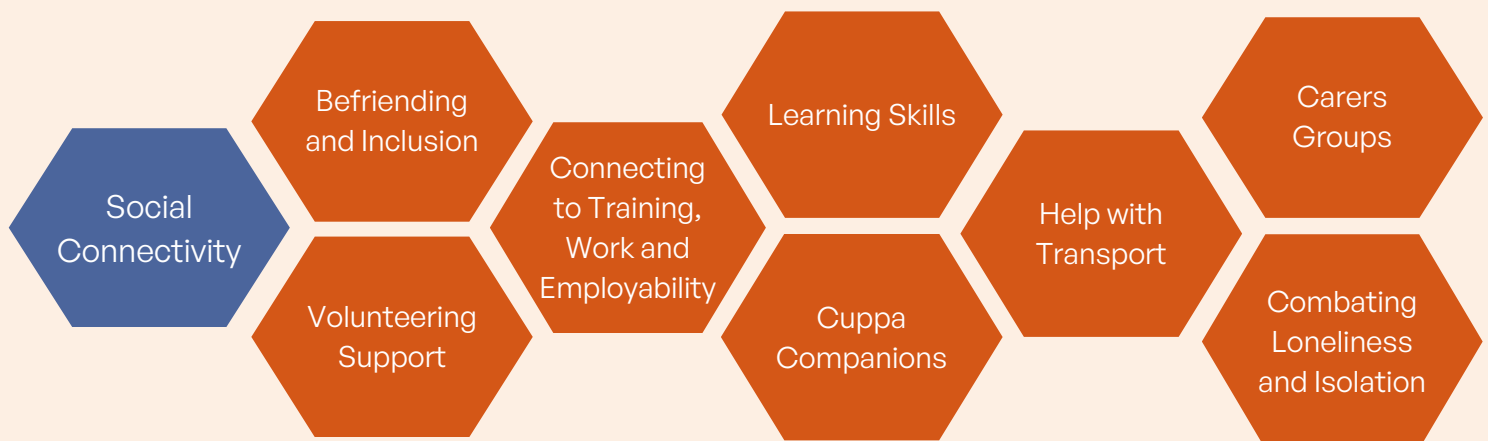 Social
Connectivity
Befriending
and Inclusion
Volunteering
Support
Connecting
to Training,
Work and
Employability
Learning Skills
Cuppa
Companions
Help with
Transport
Carers
Groups
Combating
Loneliness
and Isolation